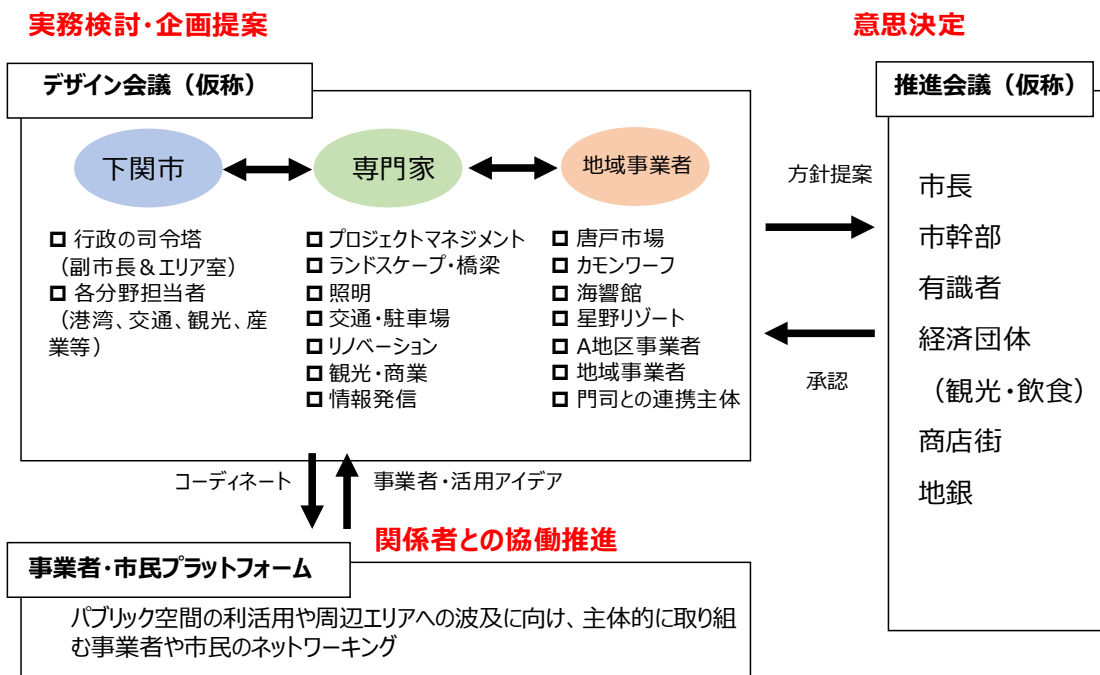 実務検討・企画提案
意思決定
デザイン会議（仮称）
下関市
専門家
地域事業者
行政の司令塔
（副市長＆エリア室）
各分野担当者
（港湾、交通、観光、産
業等）
プロジェクトマネジメント
ランドスケープ・橋梁
照明
交通・駐車場
リノベーション
観光・商業
情報発信
唐戸市場
カモンワーフ
海響館
星野リゾート
A地区事業者
地域事業者
門司との連携主体
方針提案
承認
推進会議（仮称）
市長
市幹部
有識者
経済団体
（観光・飲食）
商店街
地銀
コーディネート
事業者・活用アイデア
関係者との協働推進
事業者・市民プラットフォーム
パブリック空間の利活用や周辺エリアへの波及に向け、主体的に取り組
む事業者や市民のネットワーキング